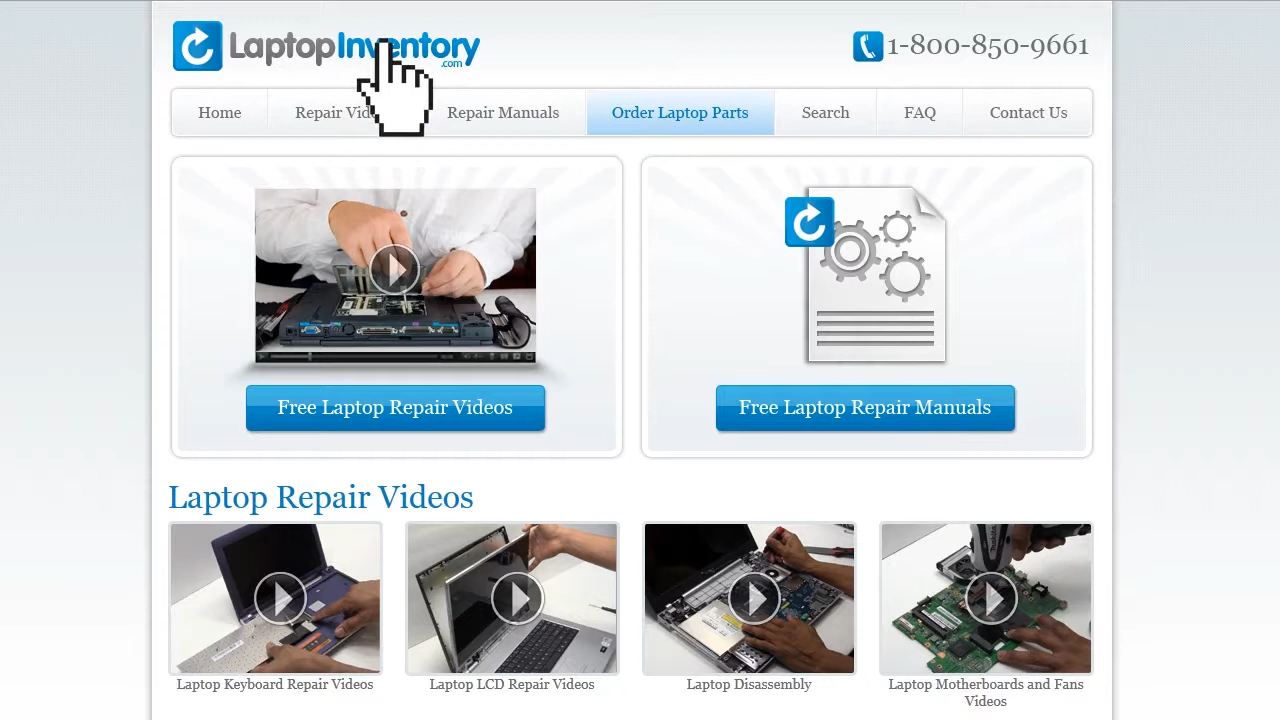 LaptopInventory
.com
1-800-850-9661
Home Repair Vid Repair Manuals Order Laptop Parts Search FAQ Contact Us
Free Laptop Repair Videos Free Laptop Repair Manuals
Laptop Repair Videos
Laptop Keyboard Repair Videos Laptop LCD Repair Videos Laptop Disassembly Laptop Motherboards and Fans
Videos